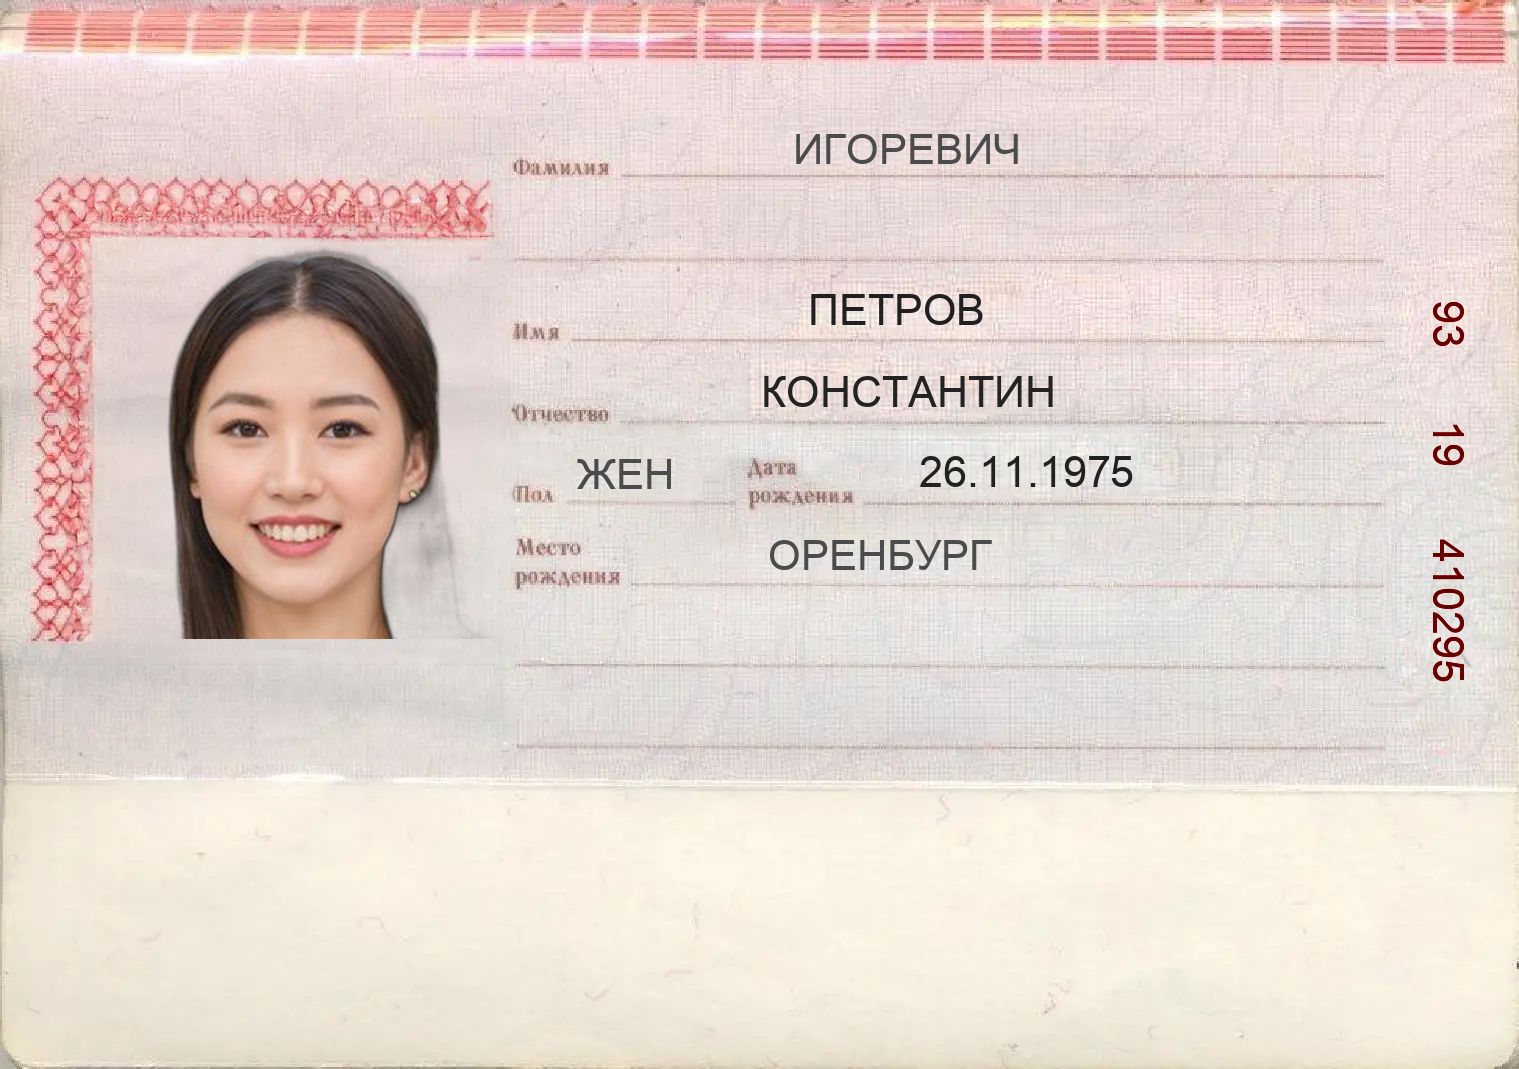 Фамилия ИГОРЕВИЧ
Имя ПЕТРОВ
Отчество КОНСТАНТИН
Пол ЖЕН Дата рождения 26.11.1975
Место рождения ОРЕНБУРГ
93 19 410295